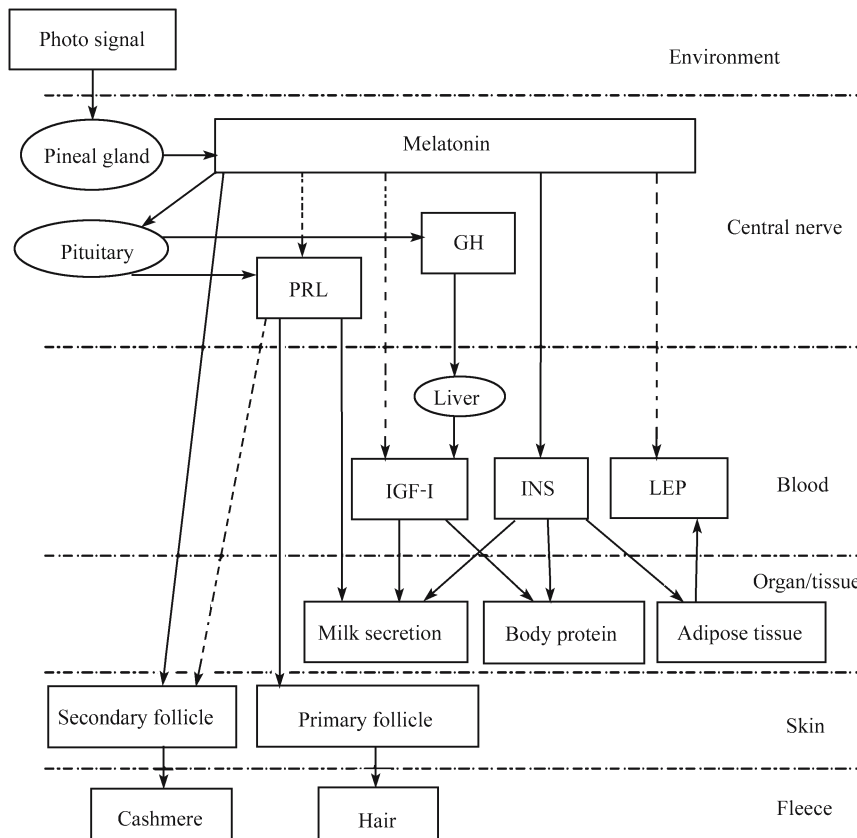 Photo signal
Environment
Pineal gland
Melatonin
Central nerve
Pituitary
GH
PRL
Liver
IGF-I
INS
LEP
Blood
Organ/tissue
Milk secretion
Body protein
Adipose tissue
Secondary follicle
Primary follicle
Skin
Cashmere
Hair
Fleece